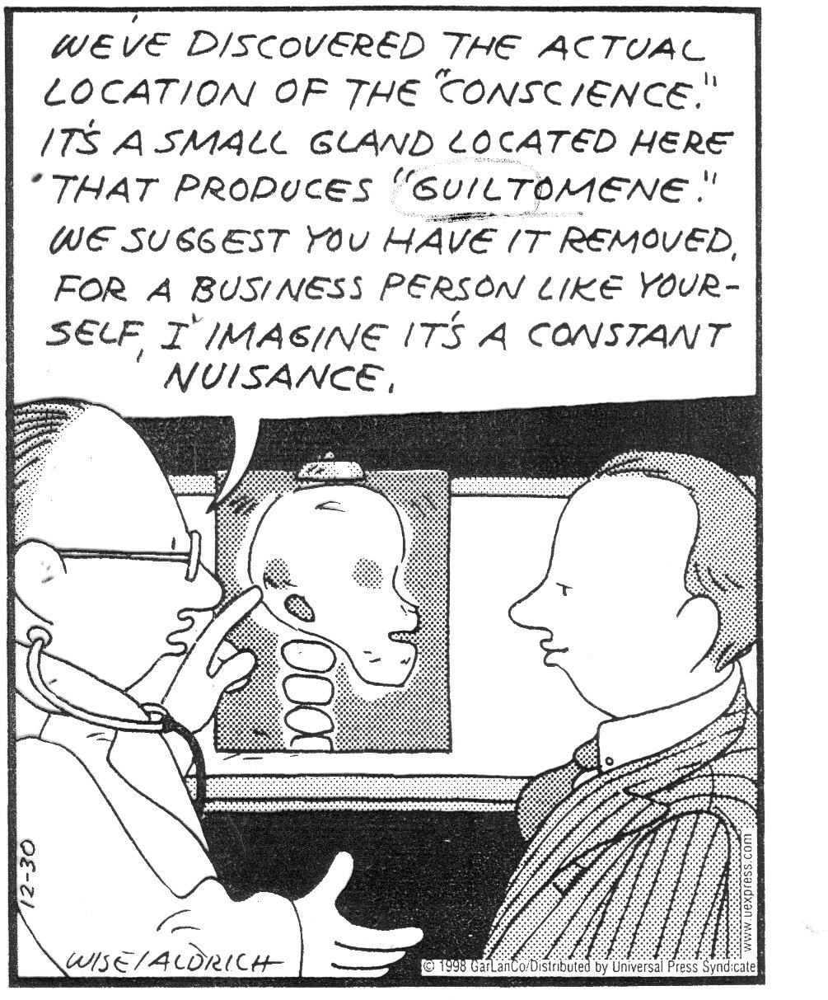 WE'VE DISCOVERED THE ACTUAL
LOCATION OF THE "CONSCIENCE."
IT'S A SMALL GLAND LOCATED HERE
THAT PRODUCES "GUILTOMENE."
WE SUGGEST YOU HAVE IT REMOVED,
FOR A BUSINESS PERSON LIKE YOUR-
SELF, I IMAGINE IT'S A CONSTANT
NUISANCE.
12-30
WISE/ALDRICH
© 1998 GarLanCo/Distributed by Universal Press Syndicate
www.uexpress.com